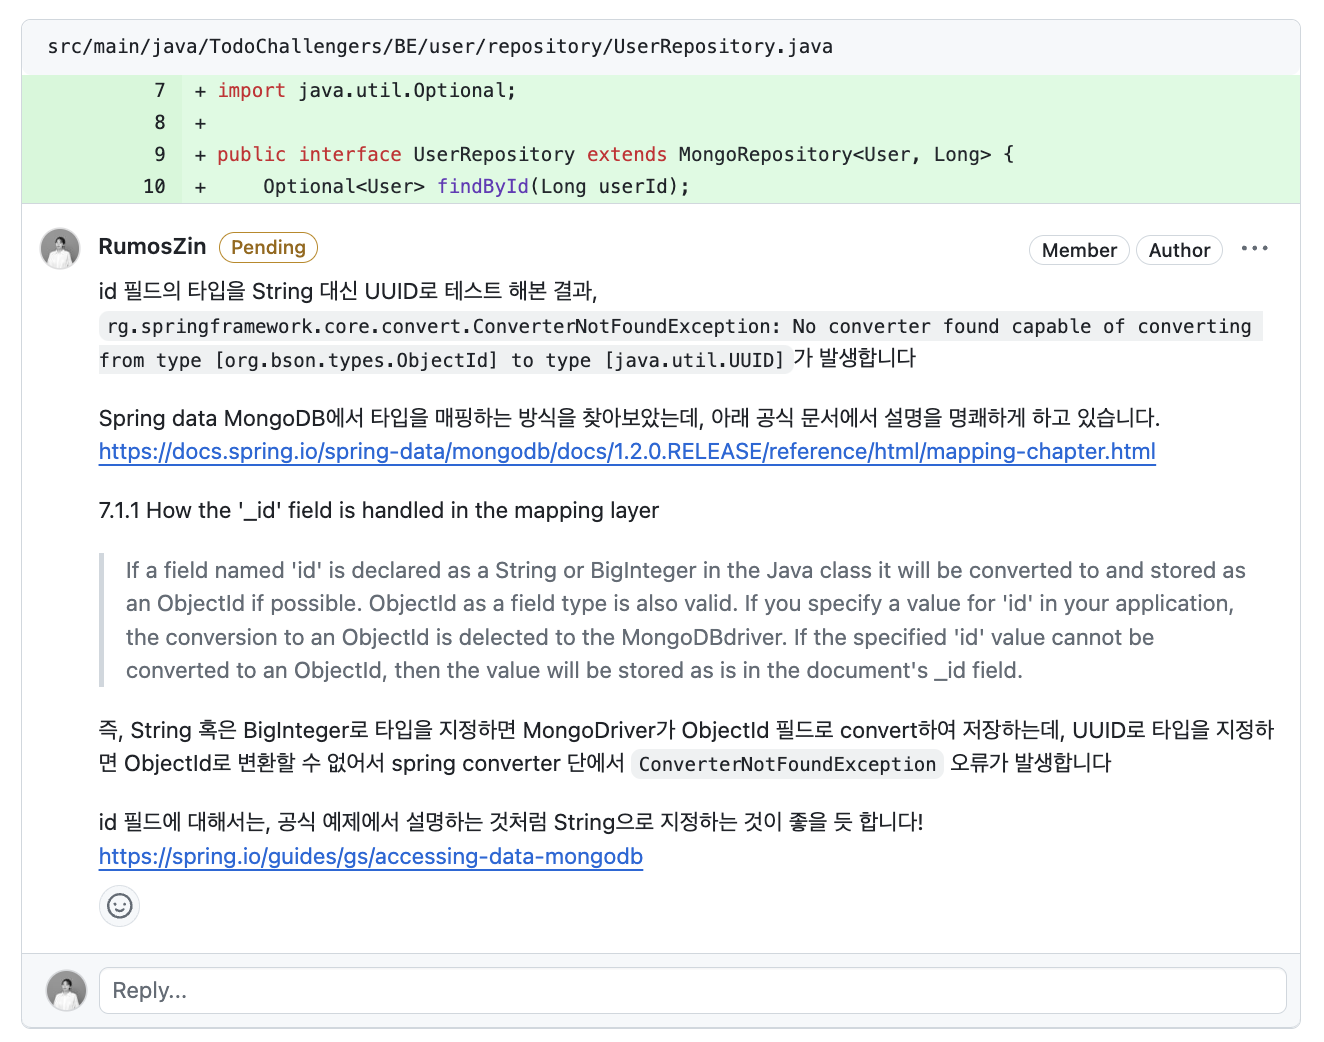 src/main/java/TodoChallengers/BE/user/repository/UserRepository.java
7 + import java.util.Optional;
8 +
9 + public interface UserRepository extends MongoRepository<User, Long> {
10 + Optional<User> findById(Long userId);
RumosZin Pending Member Author ...
id 필드의 타입을 String 대신 UUID로 테스트 해본 결과,
rg.springframework.core.convert.ConverterNotFoundException: No converter found capable of converting
from type [org.bson.types.ObjectId] to type [java.util.UUID]가 발생합니다
Spring data MongoDB에서 타입을 매핑하는 방식을 찾아보았는데, 아래 공식 문서에서 설명을 명쾌하게 하고 있습니다.
https://docs.spring.io/spring-data/mongodb/docs/1.2.0.RELEASE/reference/html/mapping-chapter.html
7.1.1 How the '_id' field is handled in the mapping layer
If a field named 'id' is declared as a String or BigInteger in the Java class it will be converted to and stored as
an ObjectId if possible. ObjectId as a field type is also valid. If you specify a value for 'id' in your application,
the conversion to an ObjectId is delected to the MongoDBdriver. If the specified 'id' value cannot be
converted to an ObjectId, then the value will be stored as is in the document's _id field.
즉, String 혹은 BigInteger로 타입을 지정하면 MongoDriver가 ObjectId 필드로 convert하여 저장하는데, UUID로 타입을 지정하
면 ObjectId로 변환할 수 없어서 spring converter 단에서 ConverterNotFoundException 오류가 발생합니다
id 필드에 대해서는, 공식 예제에서 설명하는 것처럼 String으로 지정하는 것이 좋을 듯 합니다!
https://spring.io/guides/gs/accessing-data-mongodb
Reply...